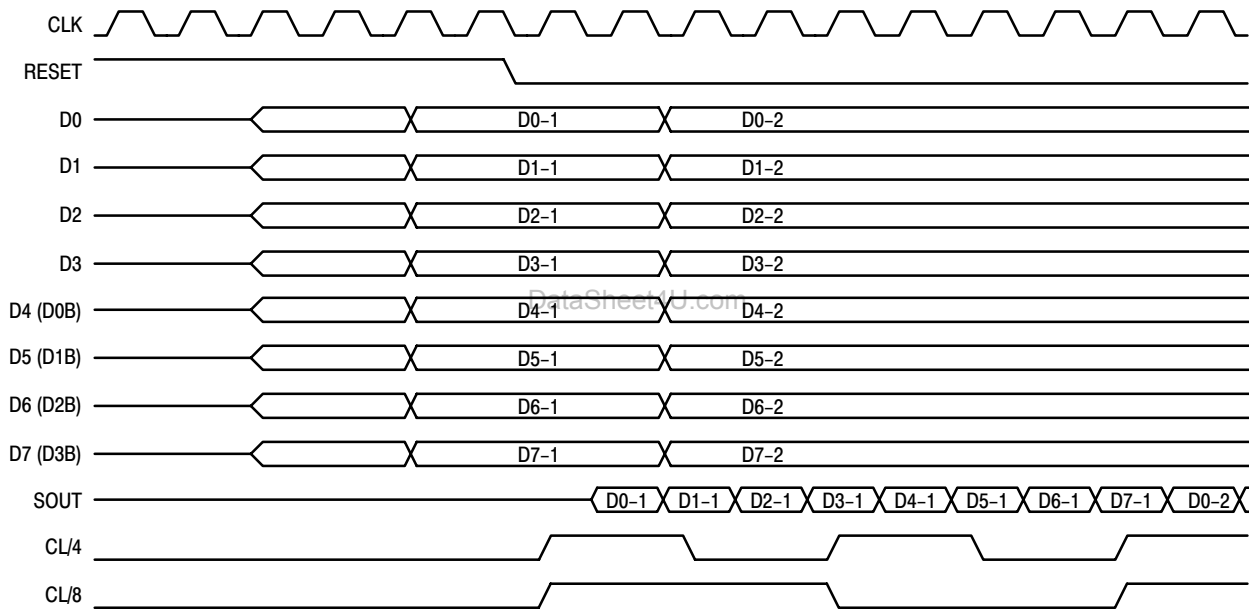 CLK
RESET
D0 D0–1 D0–2
D1 D1–1 D1–2
D2 D2–1 D2–2
D3 D3–1 D3–2
DataSheet4U.com
D4 (D0B) D4–1 D4–2
D5 (D1B) D5–1 D5–2
D6 (D2B) D6–1 D6–2
D7 (D3B) D7–1 D7–2
SOUT D0–1 D1–1 D2–1 D3–1 D4–1 D5–1 D6–1 D7–1 D0–2
CL/4
CL/8